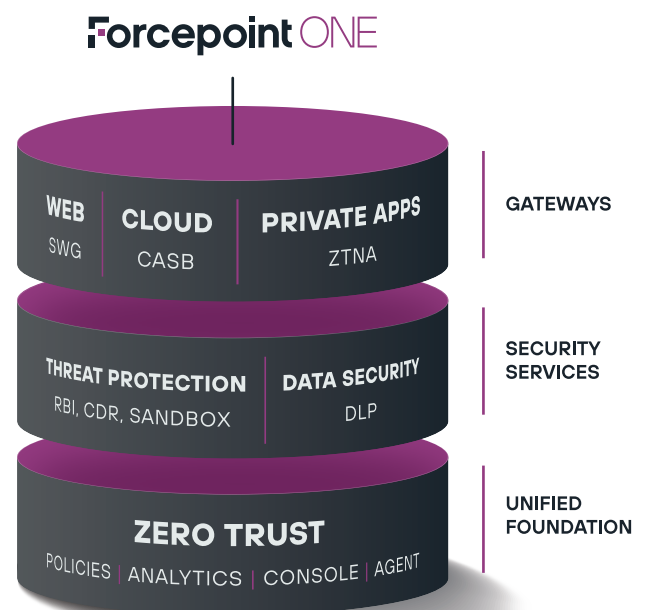 Forcepoint ONE
WEB
SWG
CLOUD
CASB
PRIVATE APPS
ZTNA
GATEWAYS
THREAT PROTECTION
RBI, CDR, SANDBOX
DATA SECURITY
DLP
SECURITY
SERVICES
ZERO TRUST
POLICIES | ANALYTICS | CONSOLE | AGENT
UNIFIED
FOUNDATION